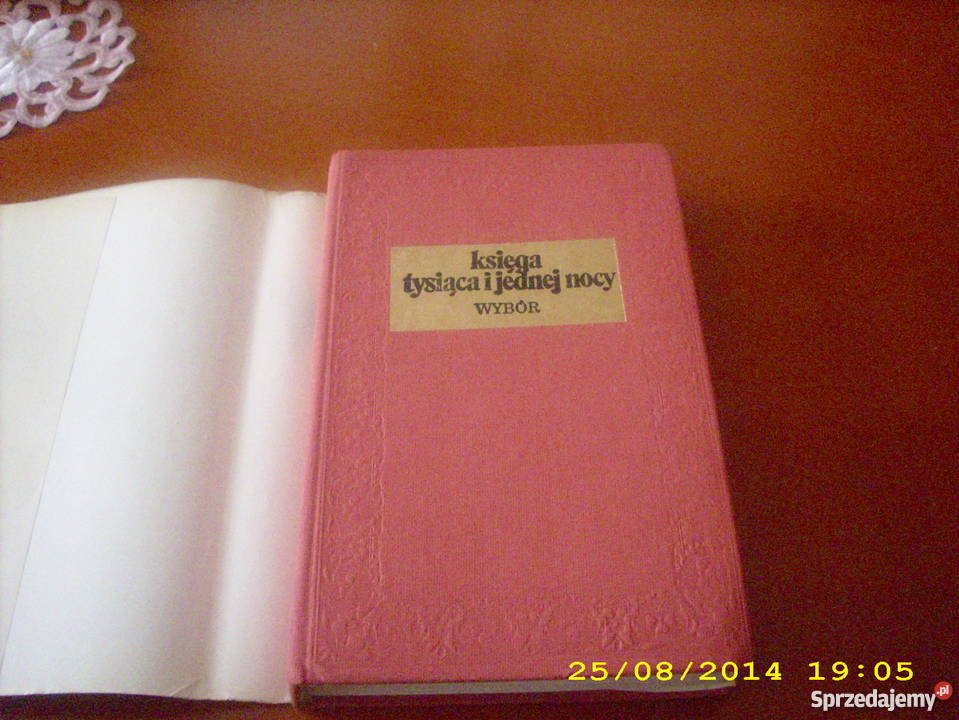 księga
tysiąca i jednej nocy
WYBÓR
25/08/2014 19:05
Sprzedajemy.pl